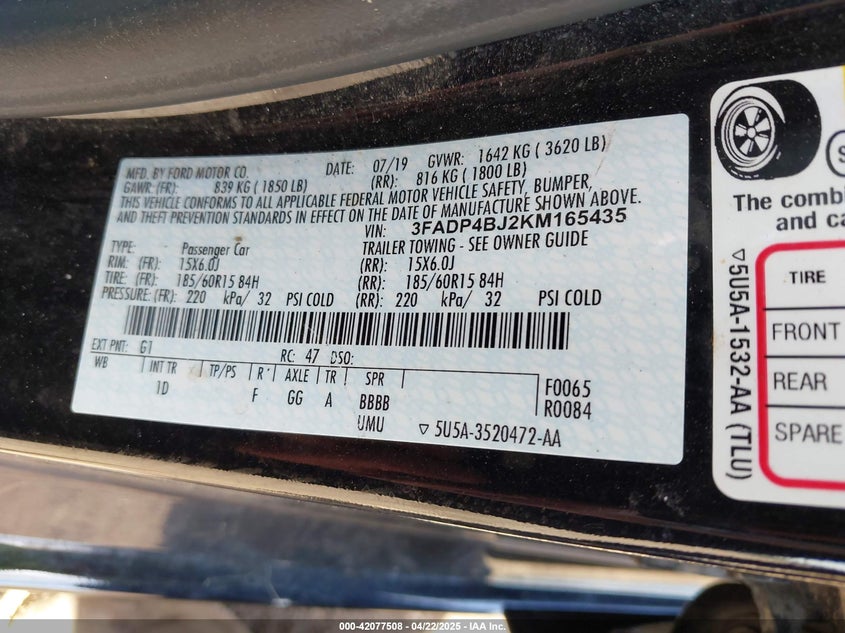 MFD. BY FORD MOTOR CO. DATE: 07/19 GVWR: 1642 KG ( 3620 LB)
GAWR: (FR): 839 KG ( 1850 LB) (RR): 816 KG ( 1800 LB)
THIS VEHICLE CONFORMS TO ALL APPLICABLE FEDERAL MOTOR VEHICLE SAFETY, BUMPER,
AND THEFT PREVENTION STANDARDS IN EFFECT ON THE DATE OF MANUFACTURE SHOWN ABOVE.
VIN: 3FADP4BJ2KM165435
TYPE: Passenger Car TRAILER TOWING - SEE OWNER GUIDE
RIM: (FR): 15X6.0J (RR): 15X6.0J
TIRE: (FR): 185/60R15 84H (RR): 185/60R15 84H
PRESSURE: (FR): 220 kPa/ 32 PSI COLD (RR): 220 kPa/ 32 PSI COLD
EXT PNT: G1 RC: 47 DSO:
WB INT TR TP/PS R AXLE TR SPR
1D F GG A BBBB F0065
UMU R0084
▽ 5U5A-3520472-AA
The comb
and ca
TIRE
FRONT
REAR
SPARE
▽5U5A-1532-AA (TLU)
000-42077508 - 04/22/2025 - IAA Inc.